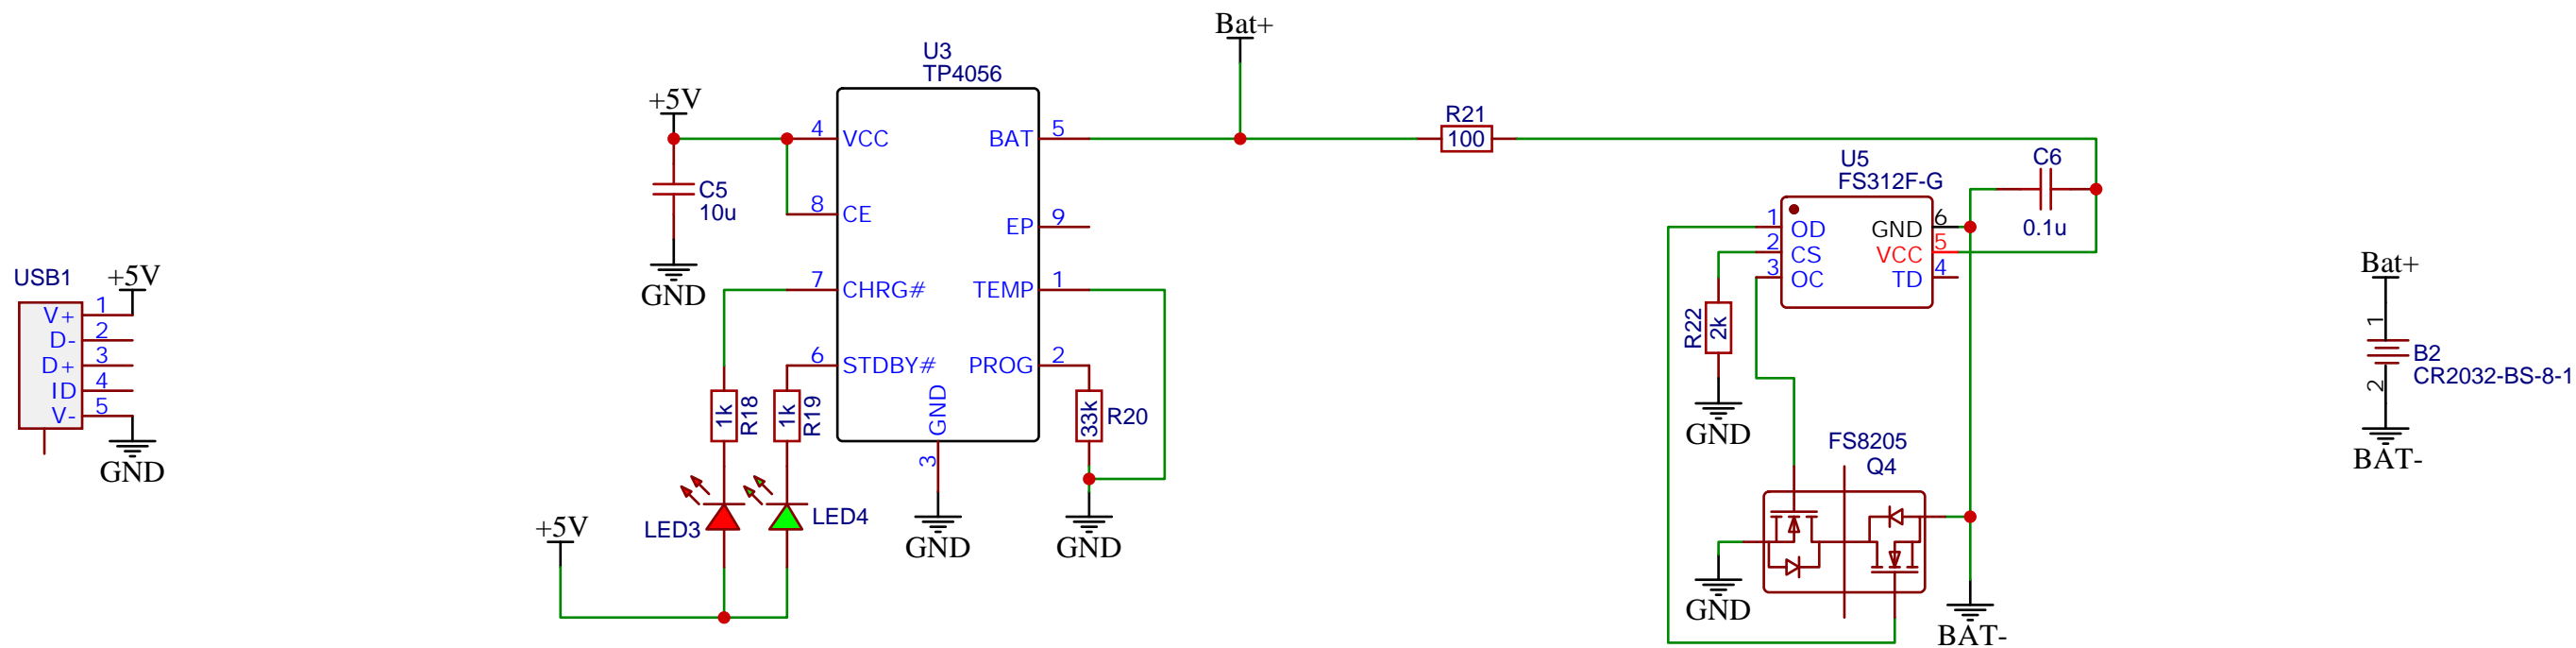 USB1
+5V
1
V+
2
D-
3
D+
4
ID
5
V-
GND
+5V
C5
10u
GND
U3
TP4056
4 VCC
8 CE
7 CHRG#
6 STDBY#
BAT 5
EP 9
TEMP 1
PROG 2
GND
3
GND
1k
R18
1k
R19
LED3
LED4
+5V
33k
R20
GND
Bat+
R21
100
U5
FS312F-G
1 OD
2 CS
3 OC
GND 6
VCC 5
TD 4
C6
0.1u
R22
2k
GND
FS8205
Q4
GND
BAT-
Bat+
1
B2
CR2032-BS-8-1
2
BAT-